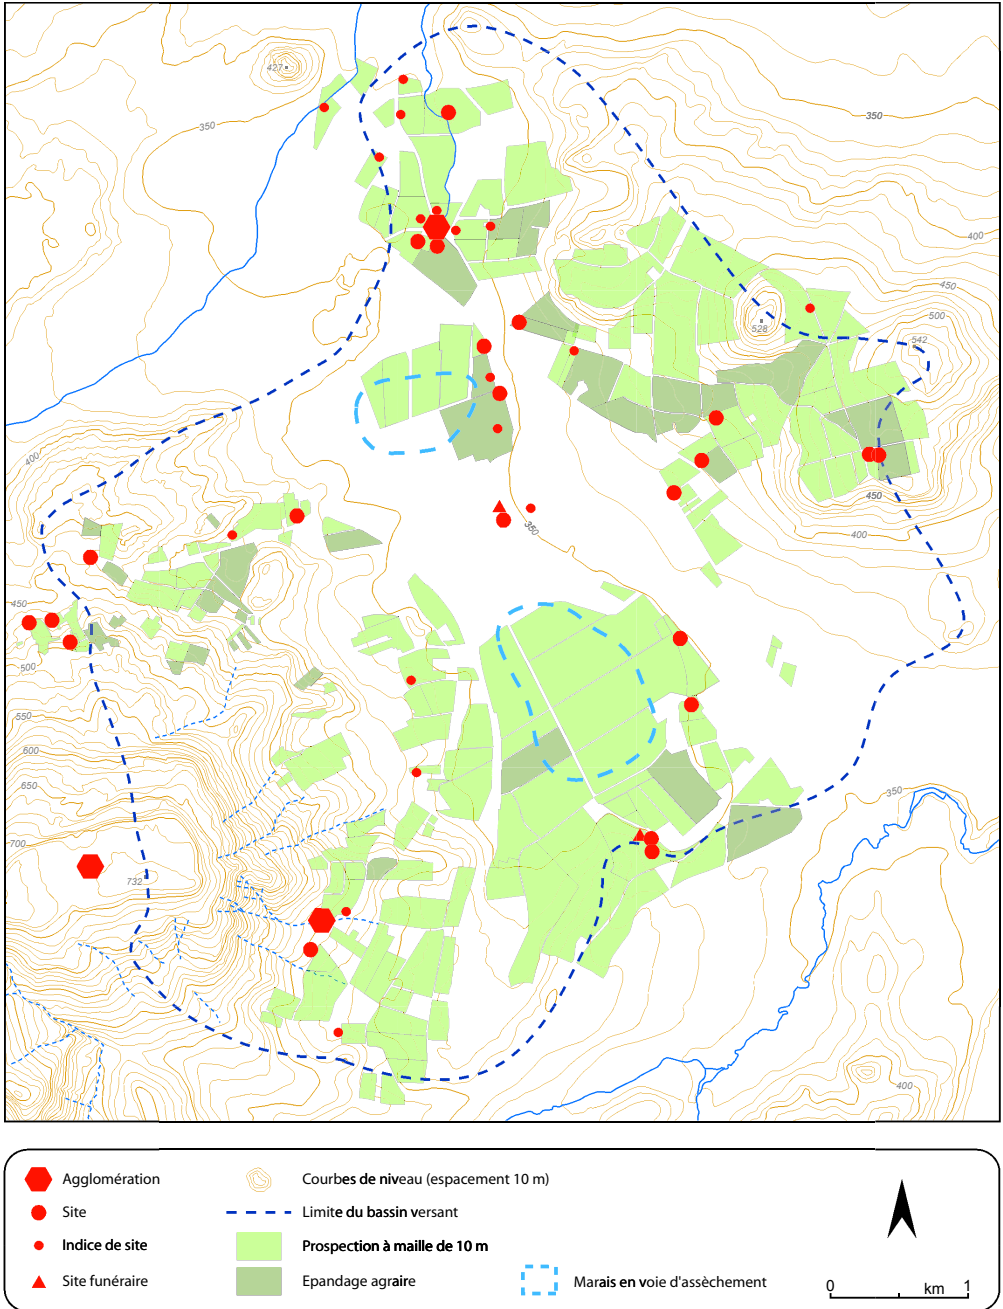 427
350
350
400
450
500
528
542
400
450
400
350
450
500
550
600
650
700
732
350
400
Agglomération
Courbes de niveau (espacement 10 m)
Site
Limite du bassin versant
Indice de site
Prospection à maille de 10 m
Site funéraire
Epandage agraire
Marais en voie d'assèchement
0 km 1